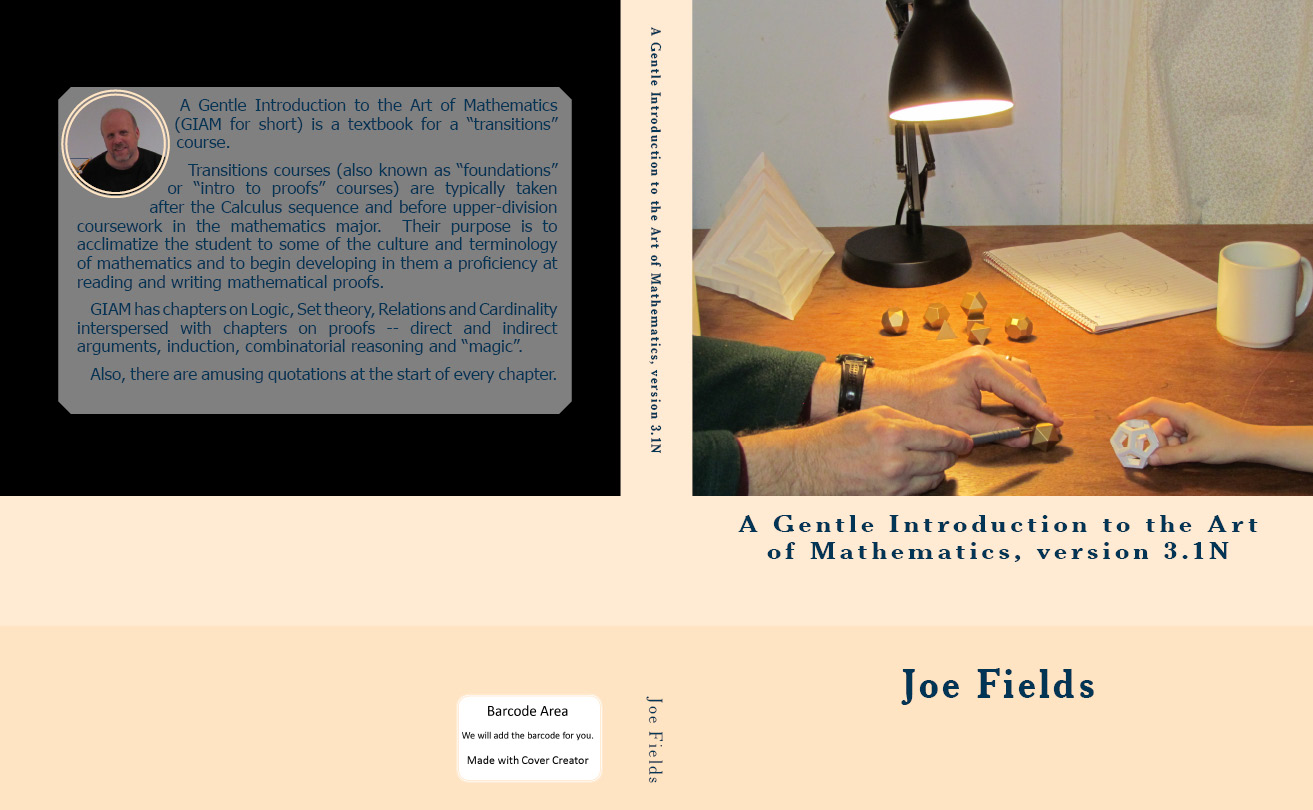 A Gentle Introduction to the Art of Mathematics
(GIAM for short) is a textbook for a “transitions”
course.
Transitions courses (also known as “foundations”
or “intro to proofs” courses) are typically taken
after the Calculus sequence and before upper-division
coursework in the mathematics major. Their purpose is to
acclimatize the student to some of the culture and terminology
of mathematics and to begin developing in them a proficiency at
reading and writing mathematical proofs.
GIAM has chapters on Logic, Set theory, Relations and Cardinality
interspersed with chapters on proofs -- direct and indirect
arguments, induction, combinatorial reasoning and “magic”.
Also, there are amusing quotations at the start of every chapter.
Barcode Area
We will add the barcode for you.
Made with Cover Creator
A Gentle Introduction to the Art of Mathematics, version 3.1N
Joe Fields
A Gentle Introduction to the Art
of Mathematics, version 3.1N
Joe Fields